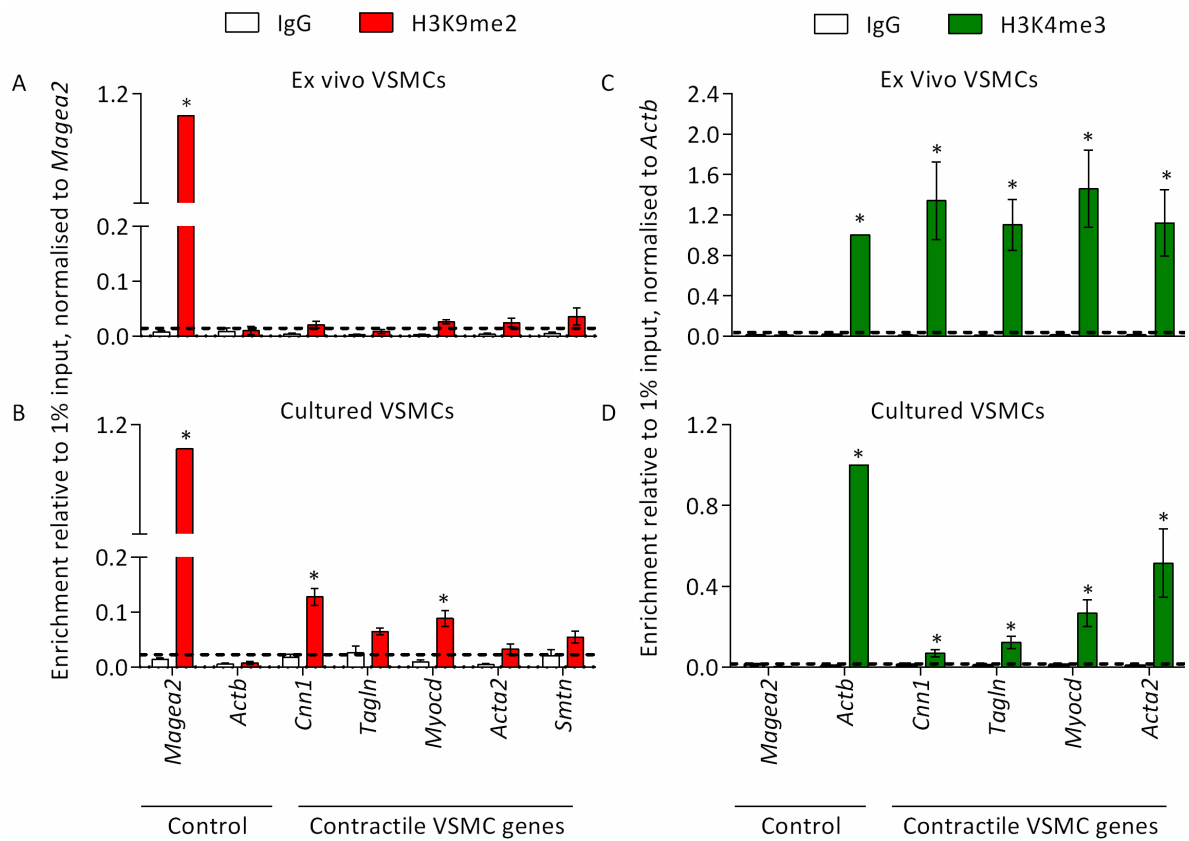 IgG H3K9me2
IgG H3K4me3
A
Ex vivo VSMCs
C
Ex Vivo VSMCs
Enrichment relative to 1% input, normalised to Magea2
1.2
*
0.2
0.1
0.0
Enrichment relative to 1% input, normalised to Actb
2.4
2.0
1.6
1.2
0.8
0.4
0.0
* * * * *
B
Cultured VSMCs
1.2
0.2
0.1
0.0
* * *
Magea2 Actb Cnn1 Tagln Myocd Acta2 Smtn
Control Contractile VSMC genes
D
Cultured VSMCs
1.2
0.8
0.4
0.0
* * * * *
Magea2 Actb Cnn1 Tagln Myocd Acta2
Control Contractile VSMC genes